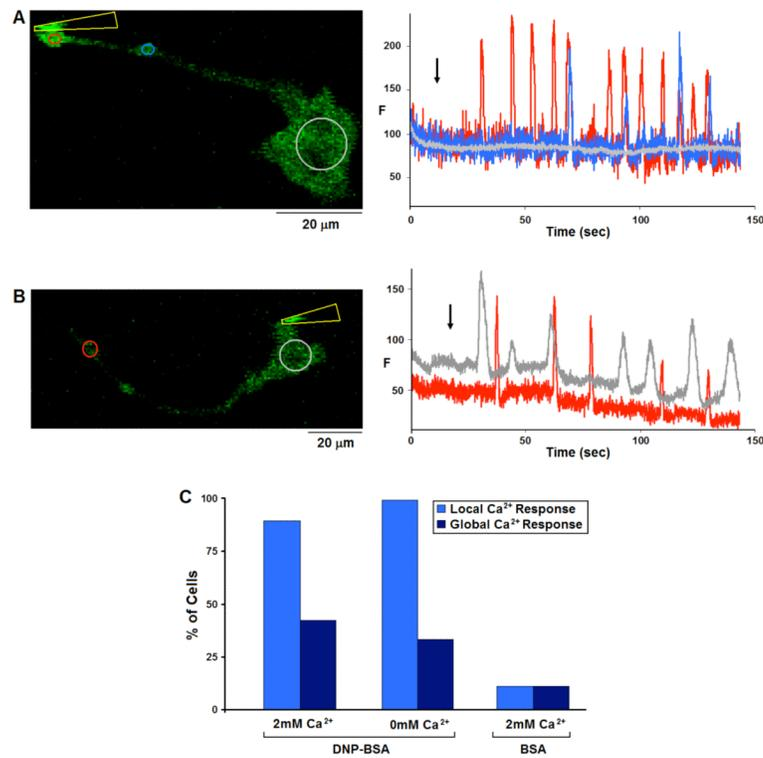 A
200
150
F
100
50
0
50
100
150
Time (sec)
20 µm
B
150
100
F
50
0
50
100
150
Time (sec)
20 µm
C
100
75
50
25
0
% of Cells
Local Ca²⁺ Response
Global Ca²⁺ Response
2mM Ca²⁺
0mM Ca²⁺
2mM Ca²⁺
DNP-BSA
BSA